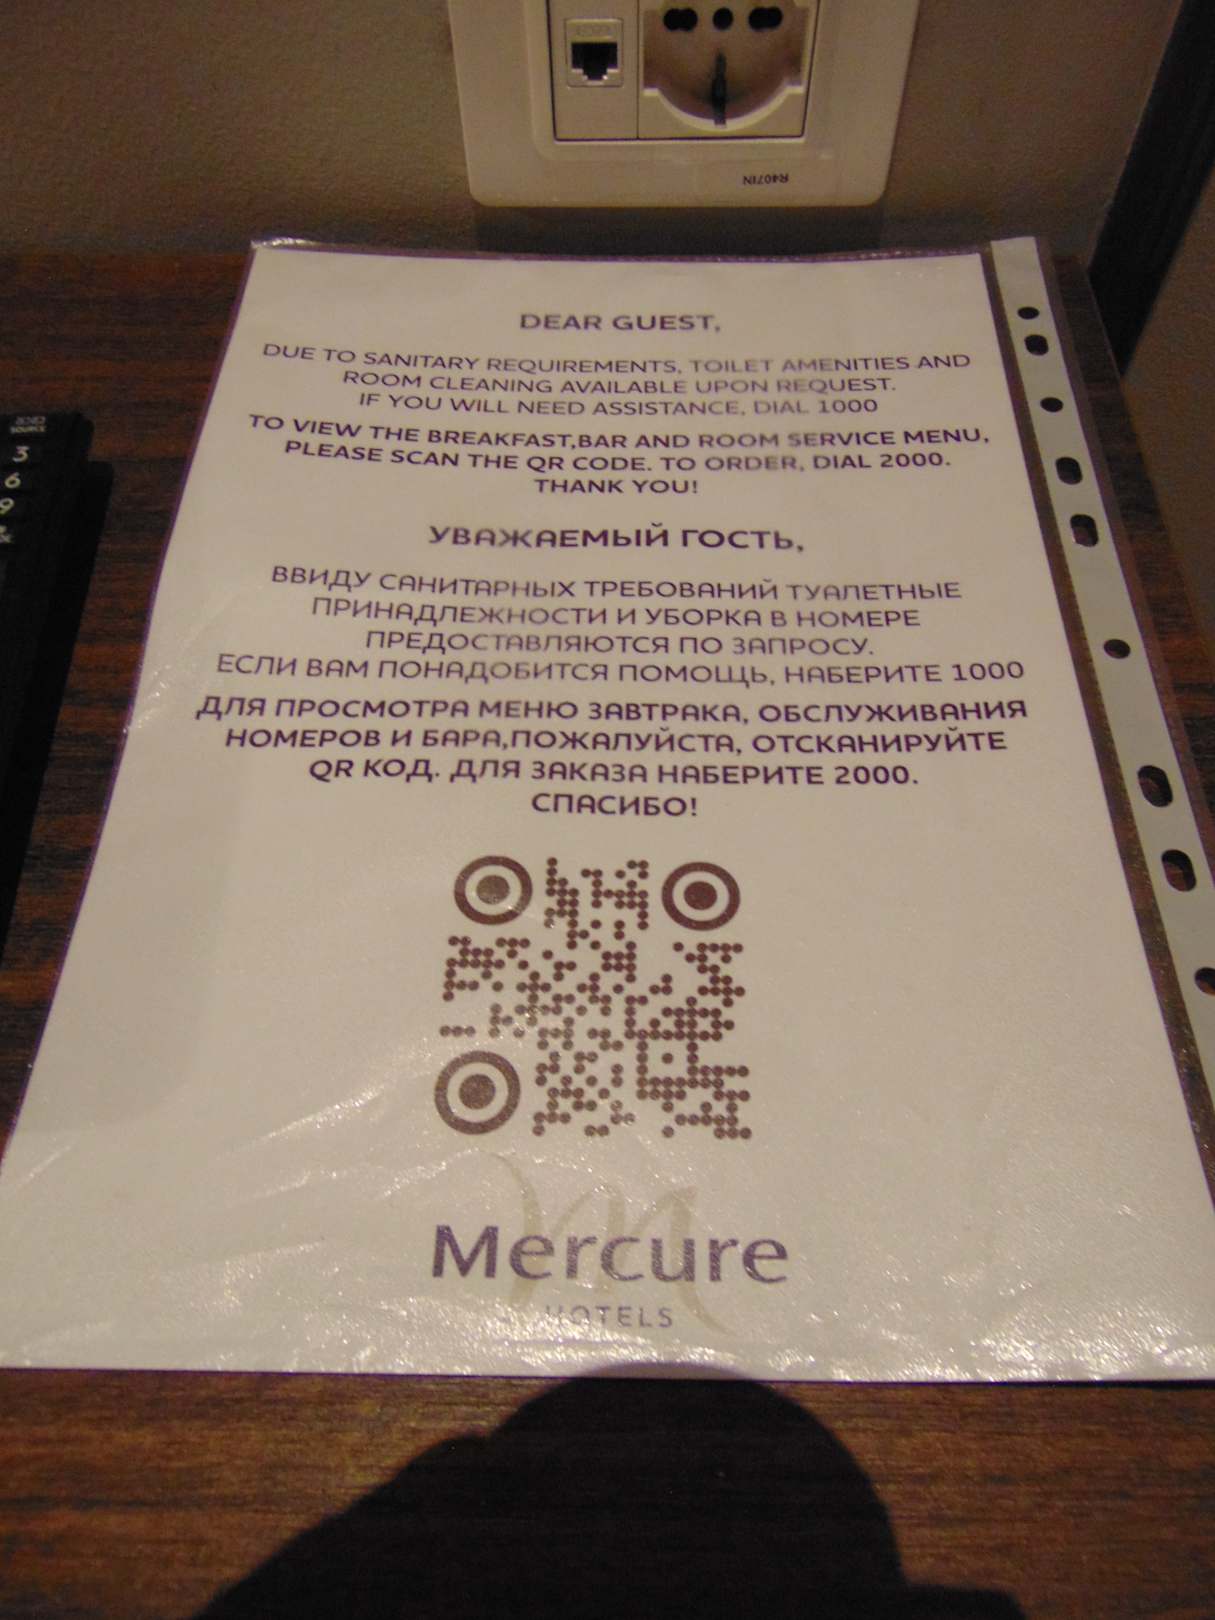 R407IN
DEAR GUEST,
DUE TO SANITARY REQUIREMENTS, TOILET AMENITIES AND
ROOM CLEANING AVAILABLE UPON REQUEST.
IF YOU WILL NEED ASSISTANCE, DIAL 1000
TO VIEW THE BREAKFAST,BAR AND ROOM SERVICE MENU,
PLEASE SCAN THE QR CODE. TO ORDER, DIAL 2000.
THANK YOU!
УВАЖАЕМЫЙ ГОСТЬ,
ВВИДУ САНИТАРНЫХ ТРЕБОВАНИЙ ТУАЛЕТНЫЕ
ПРИНАДЛЕЖНОСТИ И УБОРКА В НОМЕРЕ
ПРЕДОСТАВЛЯЮТСЯ ПО ЗАПРОСУ.
ЕСЛИ ВАМ ПОНАДОБИТСЯ ПОМОЩЬ, НАБЕРИТЕ 1000
ДЛЯ ПРОСМОТРА МЕНЮ ЗАВТРАКА, ОБСЛУЖИВАНИЯ
НОМЕРОВ И БАРА,ПОЖАЛУЙСТА, ОТСКАНИРУЙТЕ
QR КОД. ДЛЯ ЗАКАЗА НАБЕРИТЕ 2000.
СПАСИБО!
Mercure
HOTELS
SOURCE
3
6
9